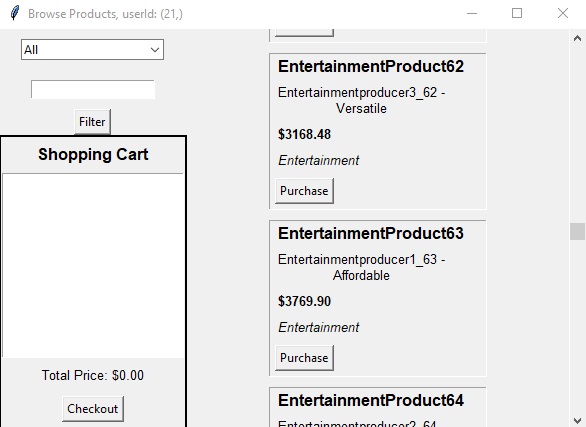 Browse Products, userId: (21,)
All
Filter
Shopping Cart
Total Price: $0.00
Checkout
EntertainmentProduct62
Entertainmentproducer3_62 -
Versatile
$3168.48
Entertainment
Purchase
EntertainmentProduct63
Entertainmentproducer1_63 -
Affordable
$3769.90
Entertainment
Purchase
EntertainmentProduct64
Entertainmentproducer2_64